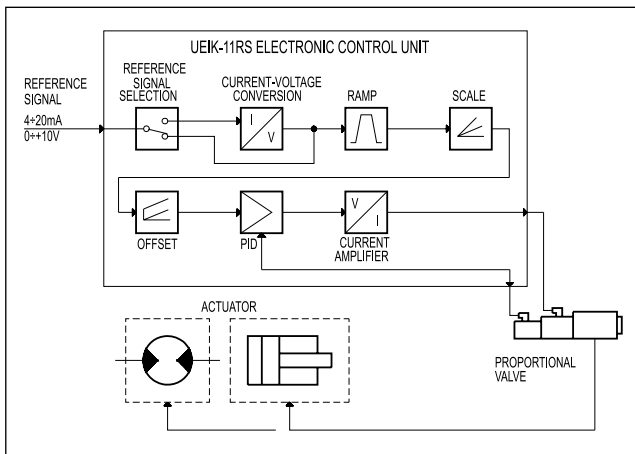 UEIK-11RS ELECTRONIC CONTROL UNIT
REFERENCE
SIGNAL
4÷20mA
0÷+10V
REFERENCE
SIGNAL
SELECTION
CURRENT-VOLTAGE
CONVERSION
I
V
RAMP
SCALE
OFFSET
PID
V
I
CURRENT
AMPLIFIER
ACTUATOR
PROPORTIONAL
VALVE